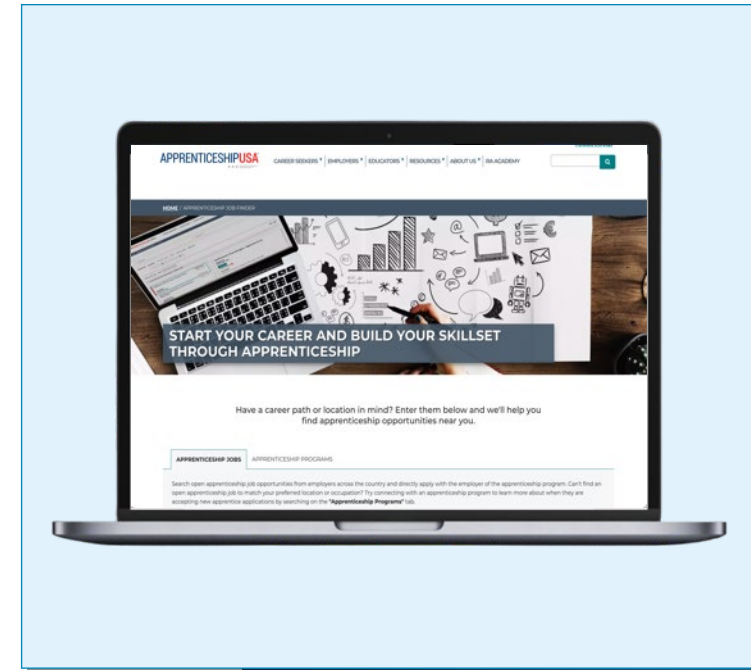 APPRENTICESHIPUSA
CAREER SEEKERS EMPLOYERS EDUCATORS RESOURCES ABOUT US RA ACADEMY
HOME / APPRENTICESHIP JOB FINDER
START YOUR CAREER AND BUILD YOUR SKILLSET
THROUGH APPRENTICESHIP
Have a career path or location in mind? Enter them below and we'll help you
find apprenticeship opportunities near you.
APPRENTICESHIP JOBS APPRENTICESHIP PROGRAMS
Search open apprenticeship job opportunities from employers across the country and directly apply with the employer of the apprenticeship program. Can't find an
open apprenticeship job to match your preferred location or occupation? Try connecting with an apprenticeship program to learn more about when they are
accepting new apprentice applications by searching on the "Apprenticeship Programs" tab.